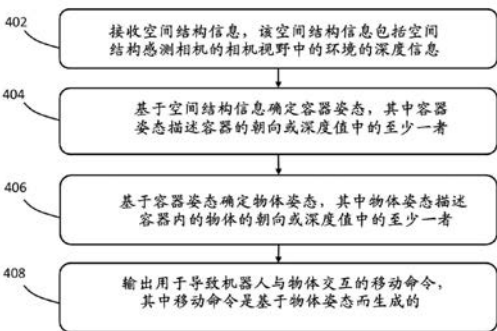 402
接收空间结构信息，该空间结构信息包括空间
结构感测相机的相机视野中的环境的深度信息
404
基于空间结构信息确定容器姿态，其中容器
姿态描述容器的朝向或深度值中的至少一者
406
基于容器姿态确定物体姿态，其中物体姿态描述
容器内的物体的朝向或深度值中的至少一者
408
输出用于导致机器人与物体交互的移动命令，
其中移动命令是基于物体姿态而生成的